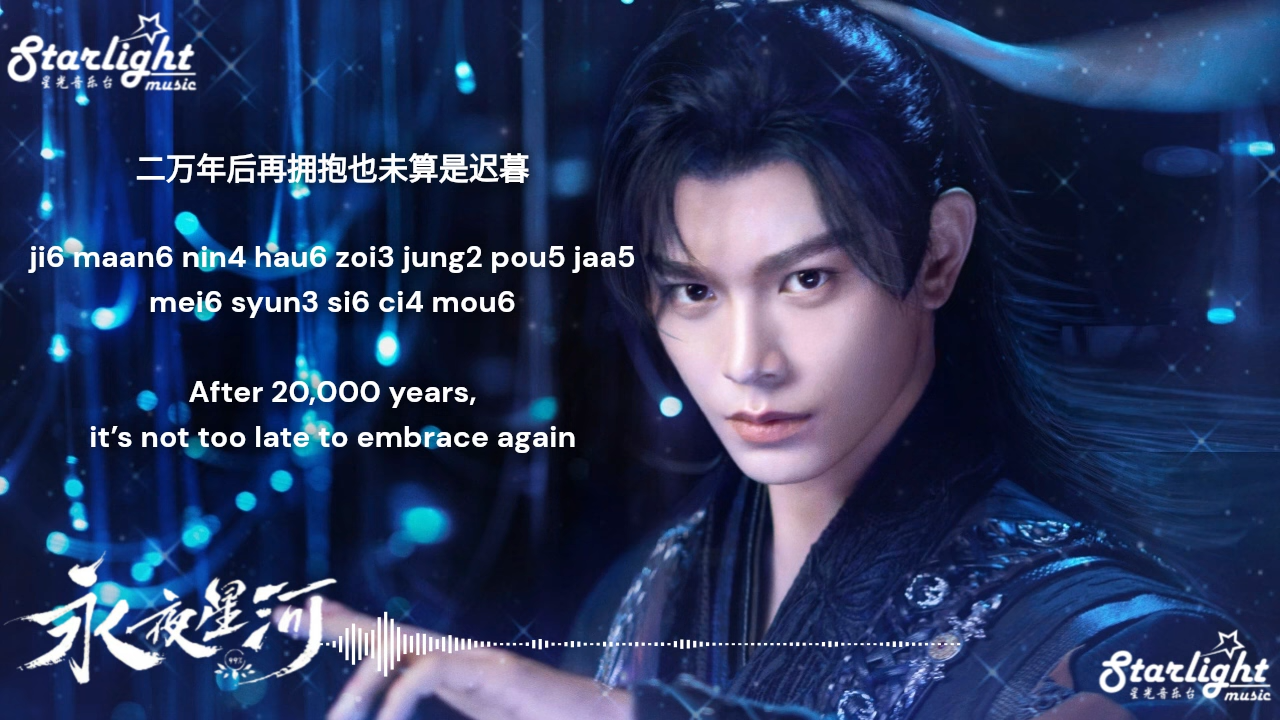 Starlight
星光音乐台 music
二万年后再拥抱也未算是迟暮
ji6 maan6 nin4 hau6 zoi3 jung2 pou5 jaa5
mei6 syun3 si6 ci4 mou6
After 20,000 years,
it’s not too late to embrace again
永夜星河
Starlight
星光音乐台 music